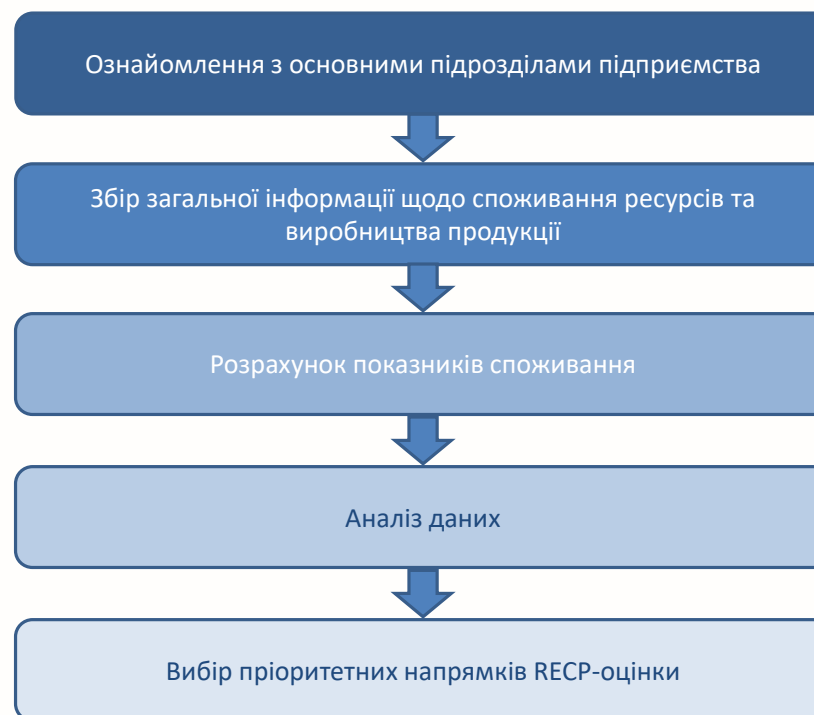 Ознайомлення з основними підрозділами підприємства
Збір загальної інформації щодо споживання ресурсів та
виробництва продукції
Розрахунок показників споживання
Аналіз даних
Вибір пріоритетних напрямків RECP-оцінки